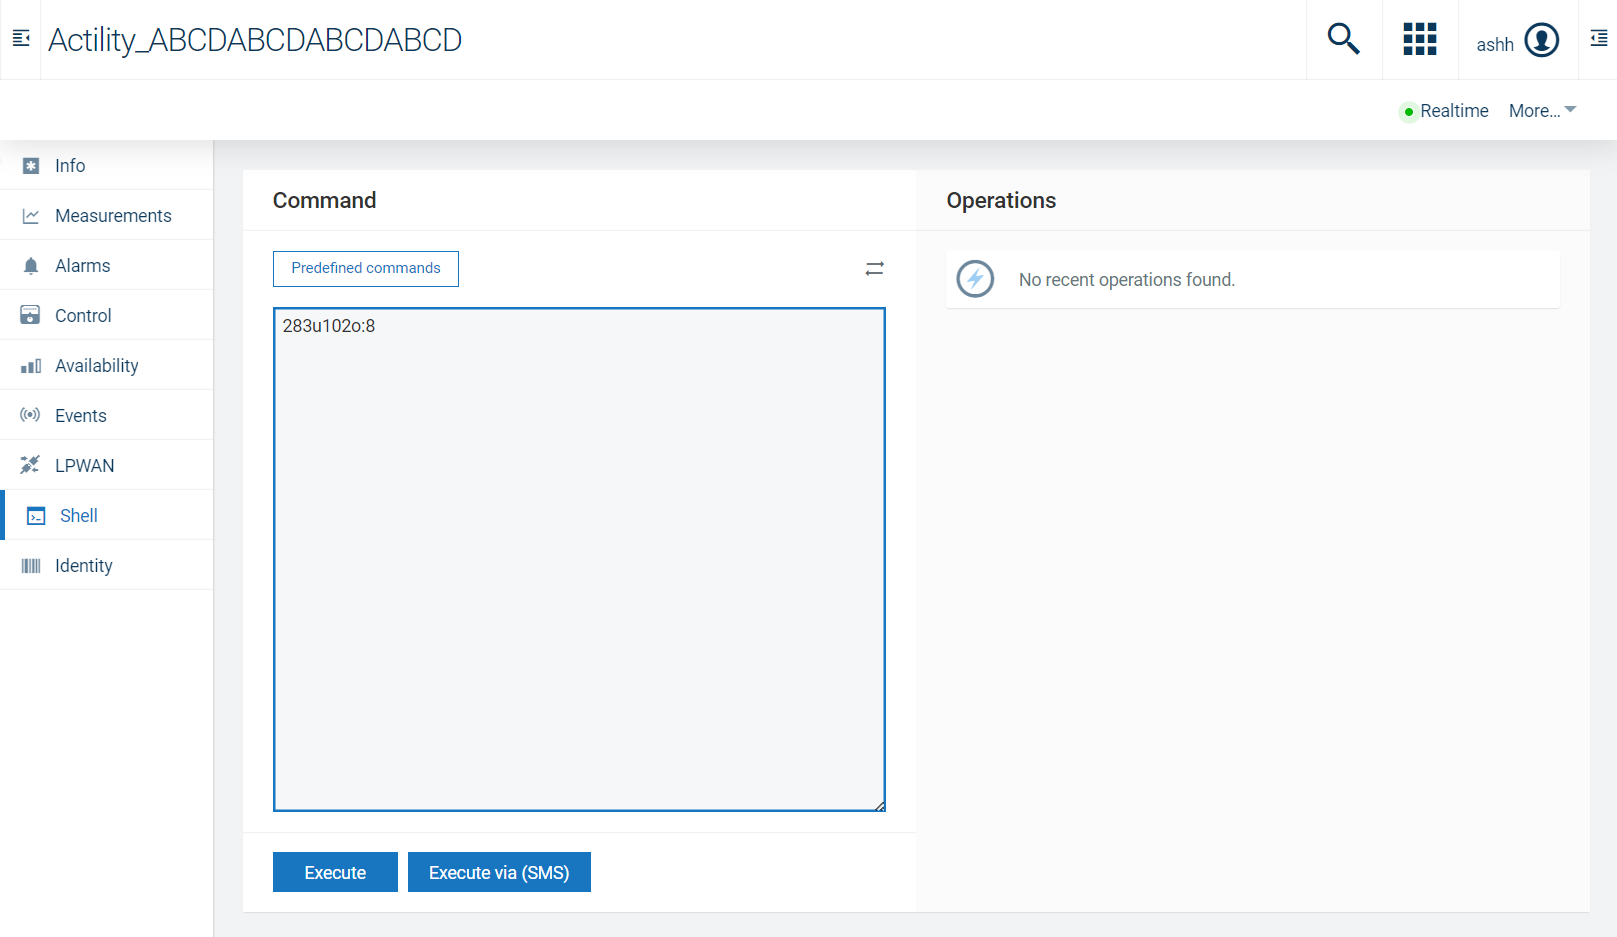 Actility_ABCDABCDABCDABCD
ashh
Realtime
More...
Info
Measurements
Alarms
Control
Availability
Events
LPWAN
Shell
Identity
Command
Predefined commands
283u102o:8
Execute
Execute via (SMS)
Operations
No recent operations found.